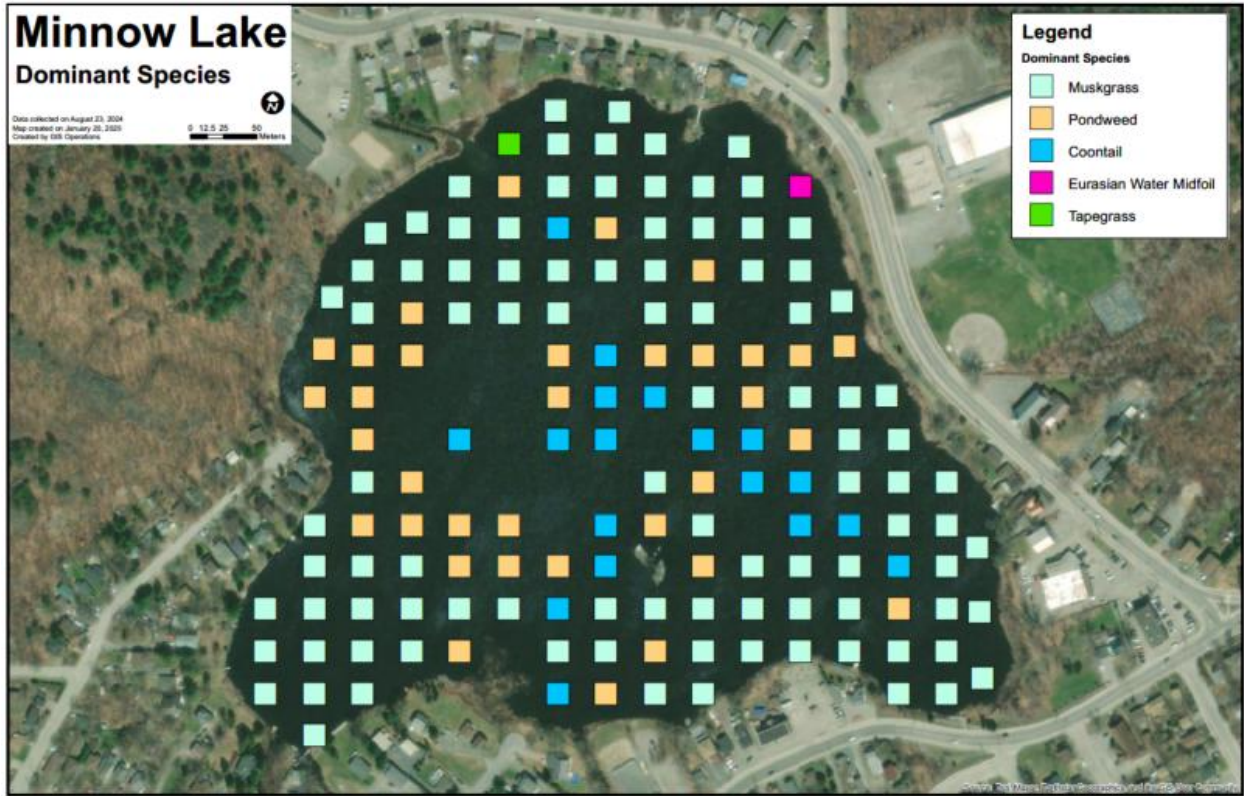 Minnow Lake
Dominant Species
Data collected on August 23, 2024
Map created on January 28, 2025
Created by GIS Operations
0 12.5 25 50
Meters
Legend
Dominant Species
Muskgrass
Pondweed
Coontail
Eurasian Water Midfoil
Tapegrass